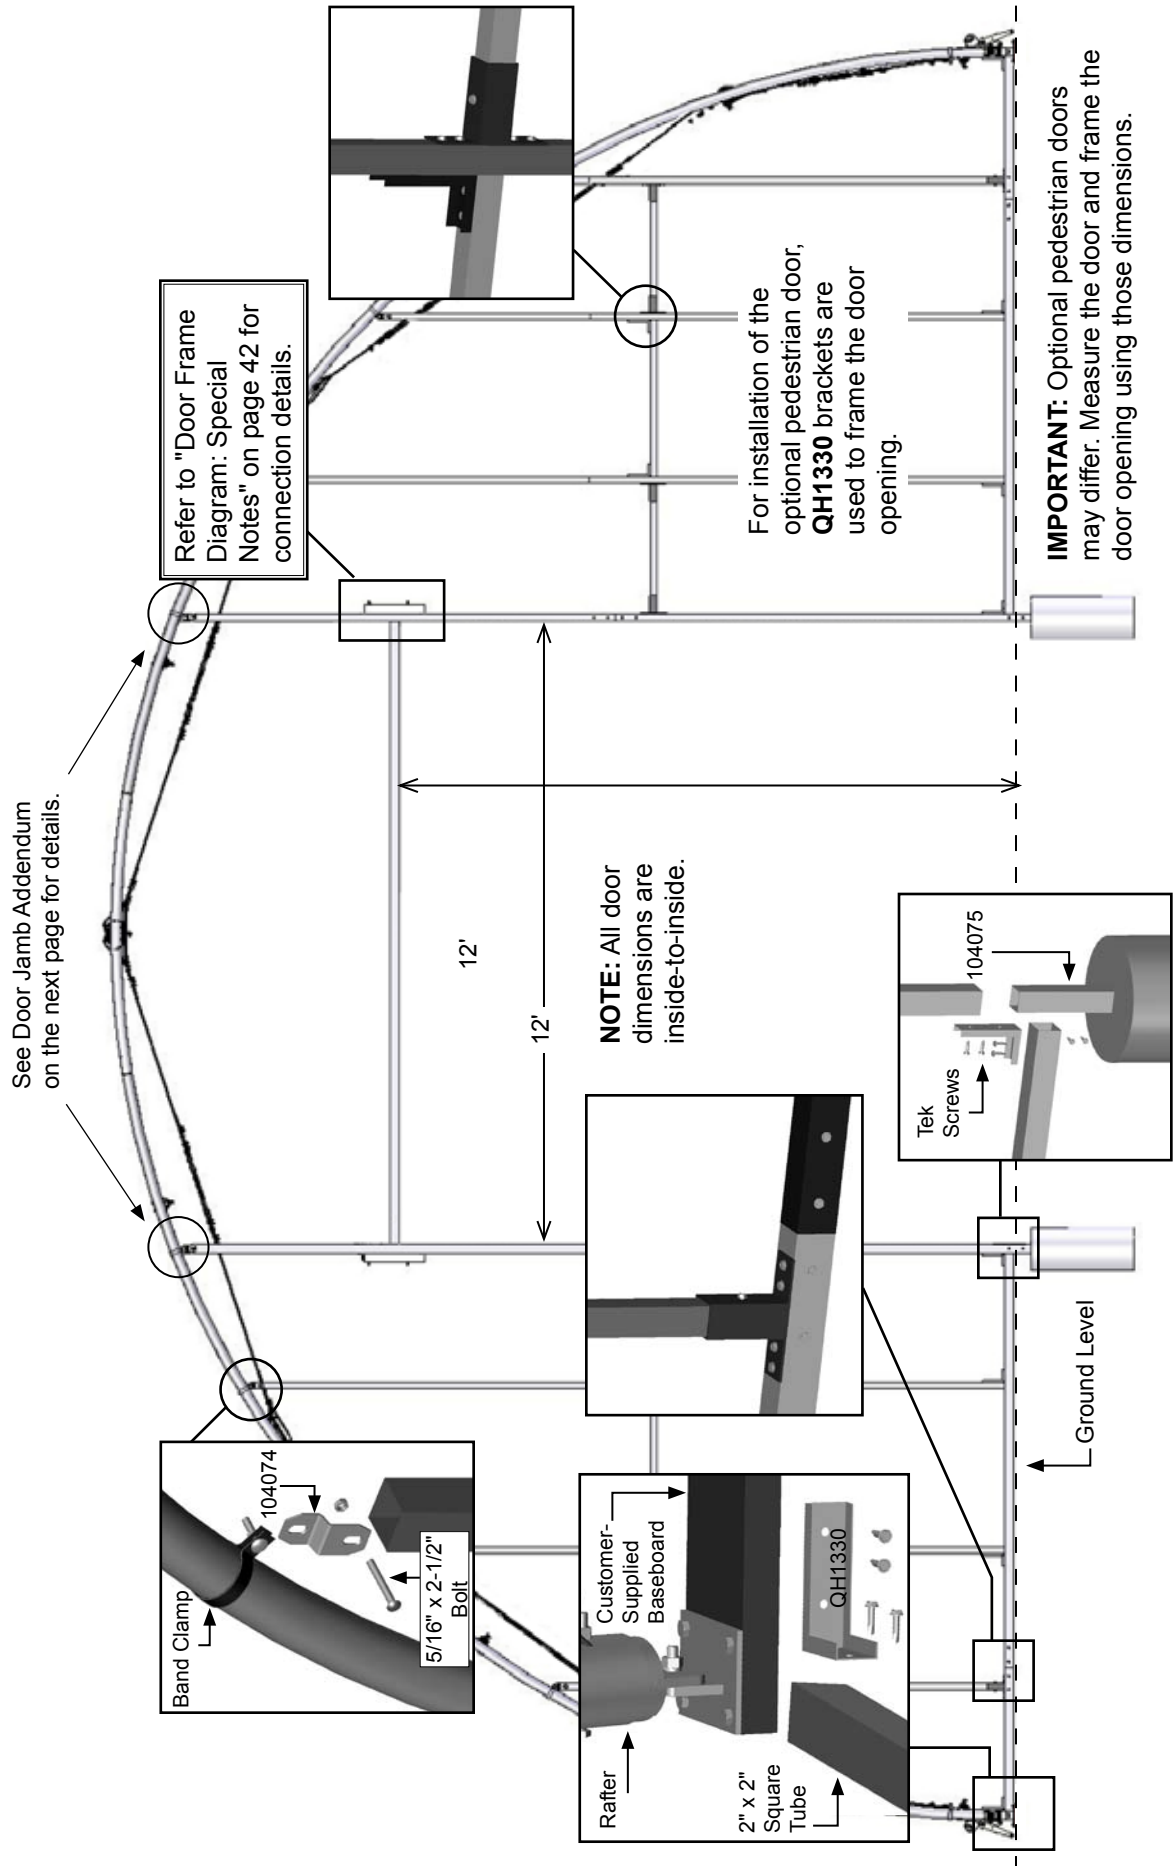 See Door Jamb Addendum
on the next page for details.
Refer to "Door Frame
Diagram: Special
Notes" on page 42 for
connection details.
Band Clamp
104074
5/16" x 2-1/2"
Bolt
12'
12'
NOTE: All door
dimensions are
inside-to-inside.
For installation of the
optional pedestrian door,
QH1330 brackets are
used to frame the door
opening.
Rafter
Customer-
Supplied
Baseboard
2" x 2"
Square
Tube
QH1330
Tek
Screws
104075
Ground Level
IMPORTANT: Optional pedestrian doors
may differ. Measure the door and frame the
door opening using those dimensions.